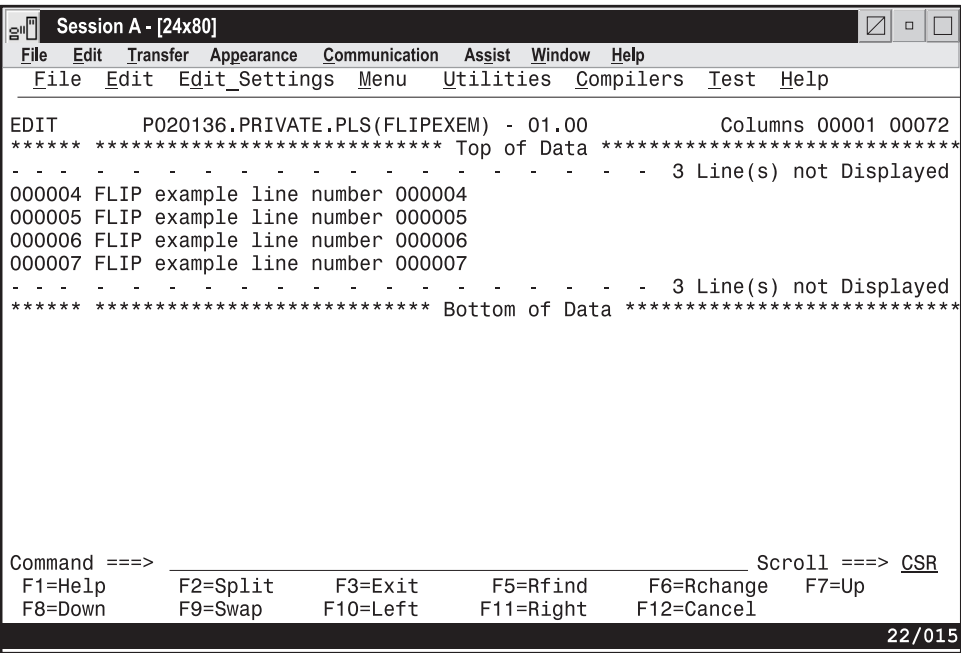 Session A - [24x80]
File Edit Transfer Appearance Communication Assist Window Help
File Edit Edit_Settings Menu Utilities Compilers Test Help
EDIT P020136.PRIVATE.PLS(FLIPEXEM) - 01.00 Columns 00001 00072
****** ***************************** Top of Data ******************************
- - - - - - - - - - - - - - - - - - - - 3 Line(s) not Displayed
000004 FLIP example line number 000004
000005 FLIP example line number 000005
000006 FLIP example line number 000006
000007 FLIP example line number 000007
- - - - - - - - - - - - - - - - - - - - 3 Line(s) not Displayed
****** **************************** Bottom of Data ****************************
Command ===> Scroll ===> CSR
F1=Help F2=Split F3=Exit F5=Rfind F6=Rchange F7=Up
F8=Down F9=Swap F10=Left F11=Right F12=Cancel
22/015